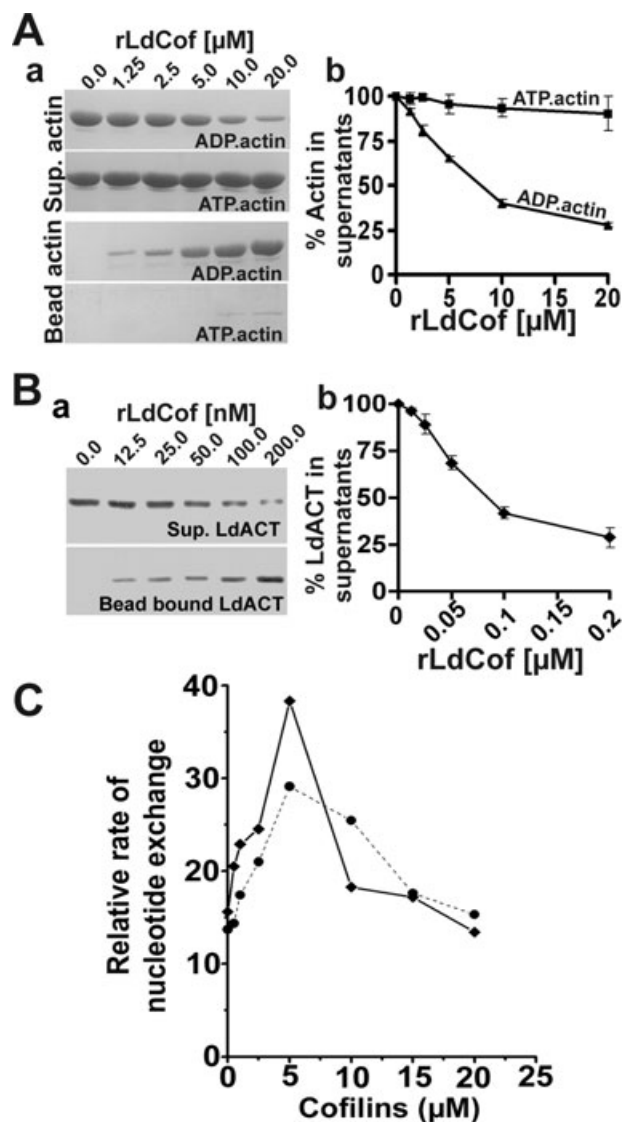 A
a
rLdCof [µM]
0.0 1.25 2.5 5.0 10.0 20.0
Sup. actin
ADP.actin
ATP.actin
Bead actin
ADP.actin
ATP.actin
b
% Actin in
supernatants
100
75
50
25
0
ATP.actin
ADP.actin
0 5 10 15 20
rLdCof [µM]
B
a
rLdCof [nM]
0.0 12.5 25.0 50.0 100.0 200.0
Sup. LdACT
Bead bound LdACT
b
% LdACT in
supernatants
100
75
50
25
0 0.05 0.1 0.15 0.2
rLdCof [µM]
C
Relative rate of
nucleotide exchange
40
30
20
10
0
0 5 10 15 20 25
Cofilins (µM)